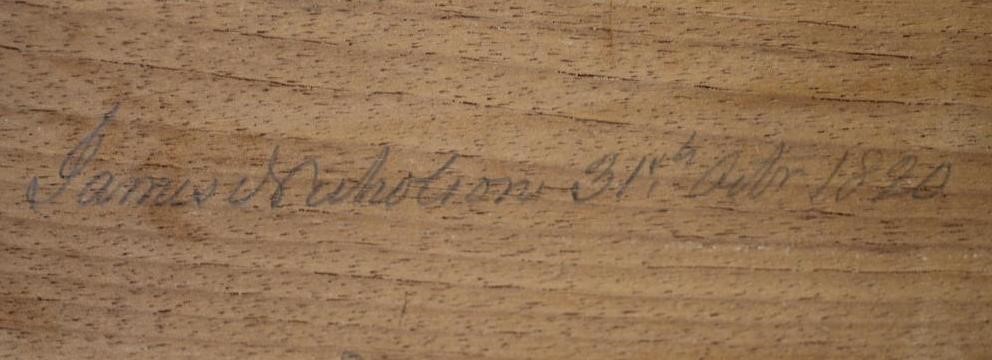 James Nicholson 31st Octr 1820